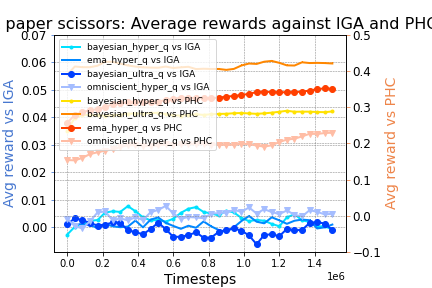 paper scissors: Average rewards against IGA and PHC
0.07
0.06
0.05
0.04
0.03
0.02
0.01
0.00
Avg reward vs IGA
bayesian_hyper_q vs IGA
ema_hyper_q vs IGA
bayesian_ultra_q vs IGA
omniscient_hyper_q vs IGA
bayesian_hyper_q vs PHC
bayesian_ultra_q vs PHC
ema_hyper_q vs PHC
omniscient_hyper_q vs PHC
0.5
0.4
0.3
0.2
0.1
0.0
−0.1
Avg reward vs PHC
0.0 0.2 0.4 0.6 0.8 1.0 1.2 1.4
1e6
Timesteps